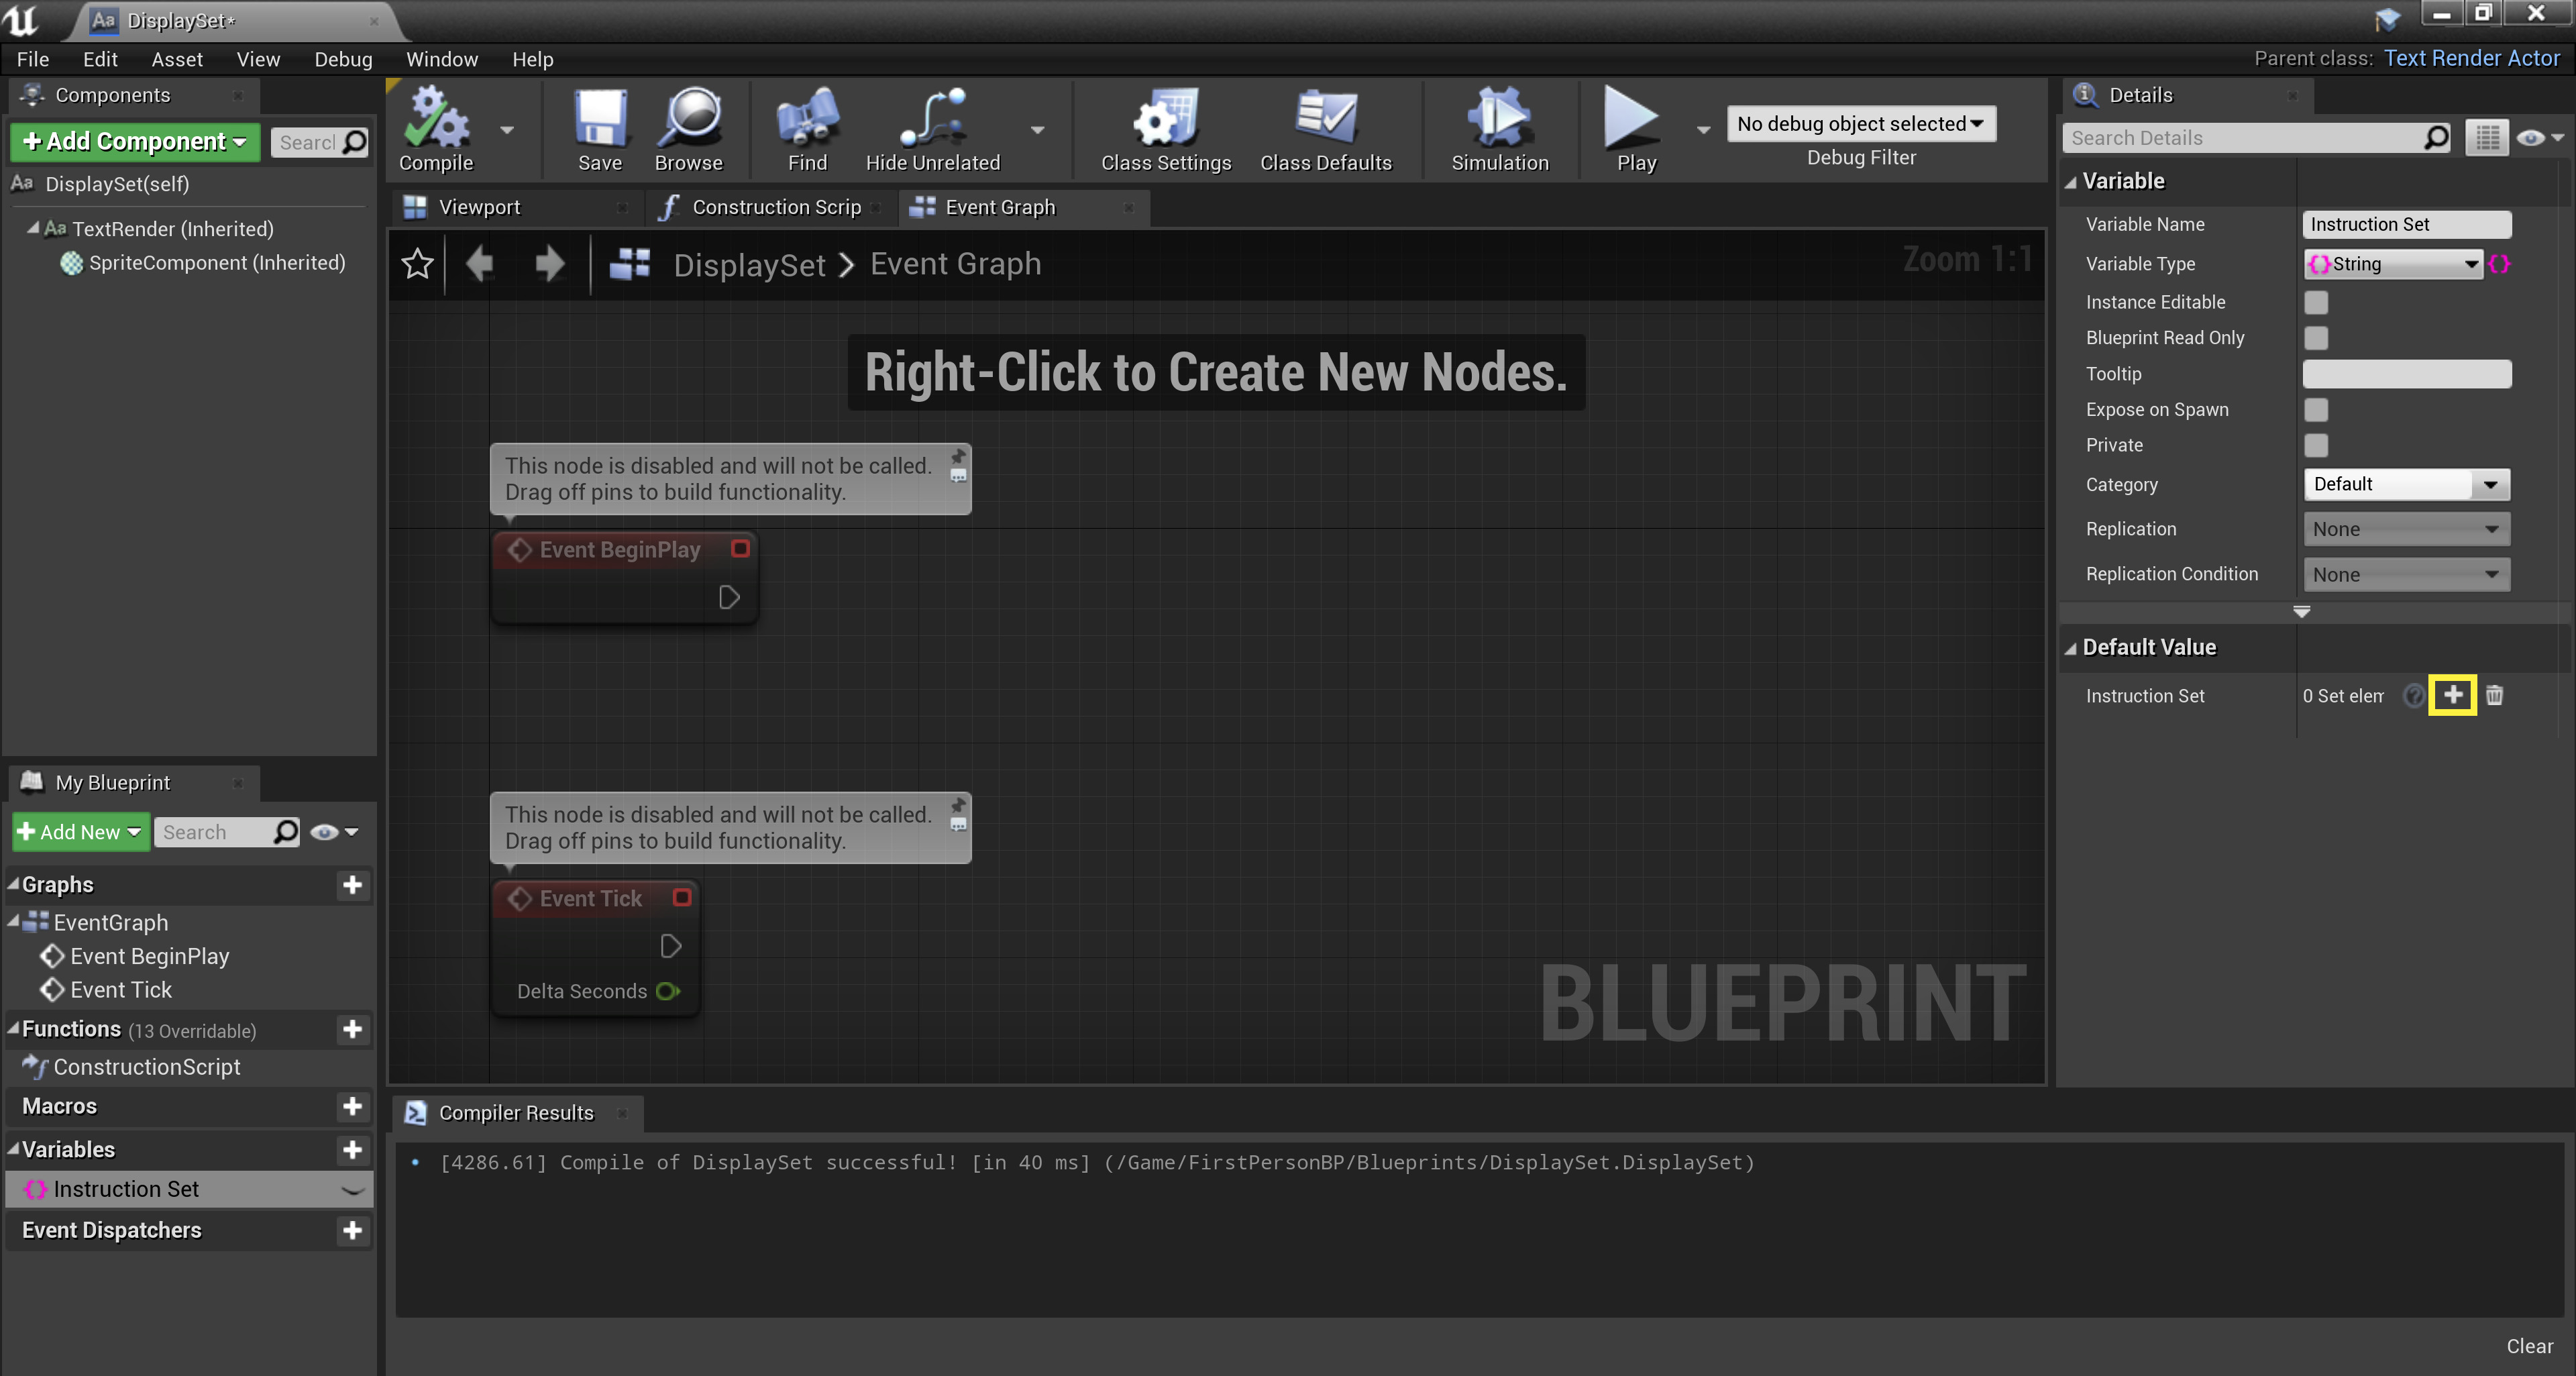 DisplaySet*
File Edit Asset View Debug Window Help
Parent class: Text Render Actor
Components
Add Component
Search
DisplaySet(self)
TextRender (Inherited)
SpriteComponent (Inherited)
Compile
Save
Browse
Find
Hide Unrelated
Class Settings
Class Defaults
Simulation
Play
No debug object selected
Debug Filter
Viewport
Construction Scrip
Event Graph
DisplaySet > Event Graph
Zoom 1:1
Right-Click to Create New Nodes.
This node is disabled and will not be called.
Drag off pins to build functionality.
Event BeginPlay
This node is disabled and will not be called.
Drag off pins to build functionality.
Event Tick
Delta Seconds
BLUEPRINT
My Blueprint
Add New
Search
Graphs
EventGraph
Event BeginPlay
Event Tick
Functions (13 Overridable)
ConstructionScript
Macros
Variables
Instruction Set
Event Dispatchers
Compiler Results
[4286.61] Compile of DisplaySet successful! [in 40 ms] (/Game/FirstPersonBP/Blueprints/DisplaySet.DisplaySet)
Clear
Details
Search Details
Variable
Variable Name Instruction Set
Variable Type String
Instance Editable
Blueprint Read Only
Tooltip
Expose on Spawn
Private
Category Default
Replication None
Replication Condition None
Default Value
Instruction Set 0 Set elem